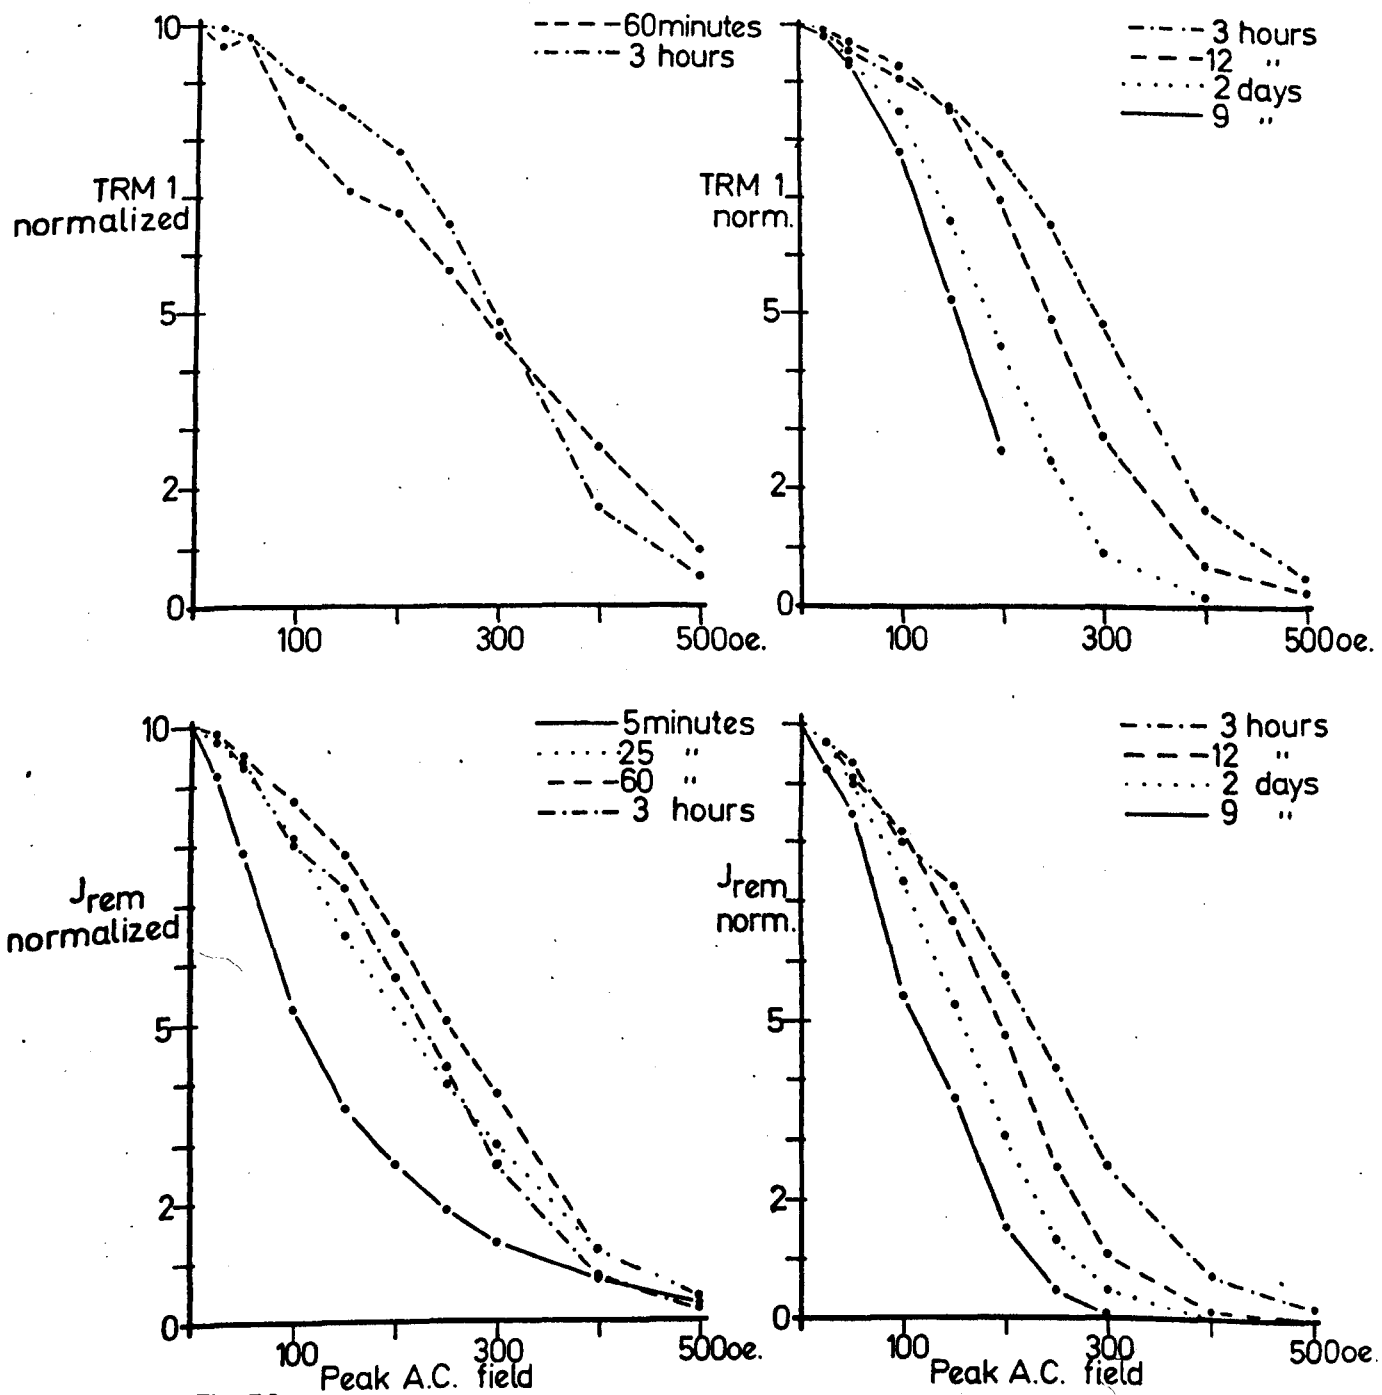 10
TRM 1
normalized
5
2
0
100
300
500oe.
60minutes
3 hours
TRM 1
norm.
5
2
0
100
300
500oe.
3 hours
12 "
2 days
9 "
10
Jrem
normalized
5
2
0
100
300
500oe.
Peak A.C. field
5minutes
25 "
60 "
3 hours
Jrem
norm.
5
2
0
100
300
500oe.
Peak A.C. field
3 hours
12 "
2 days
9 "